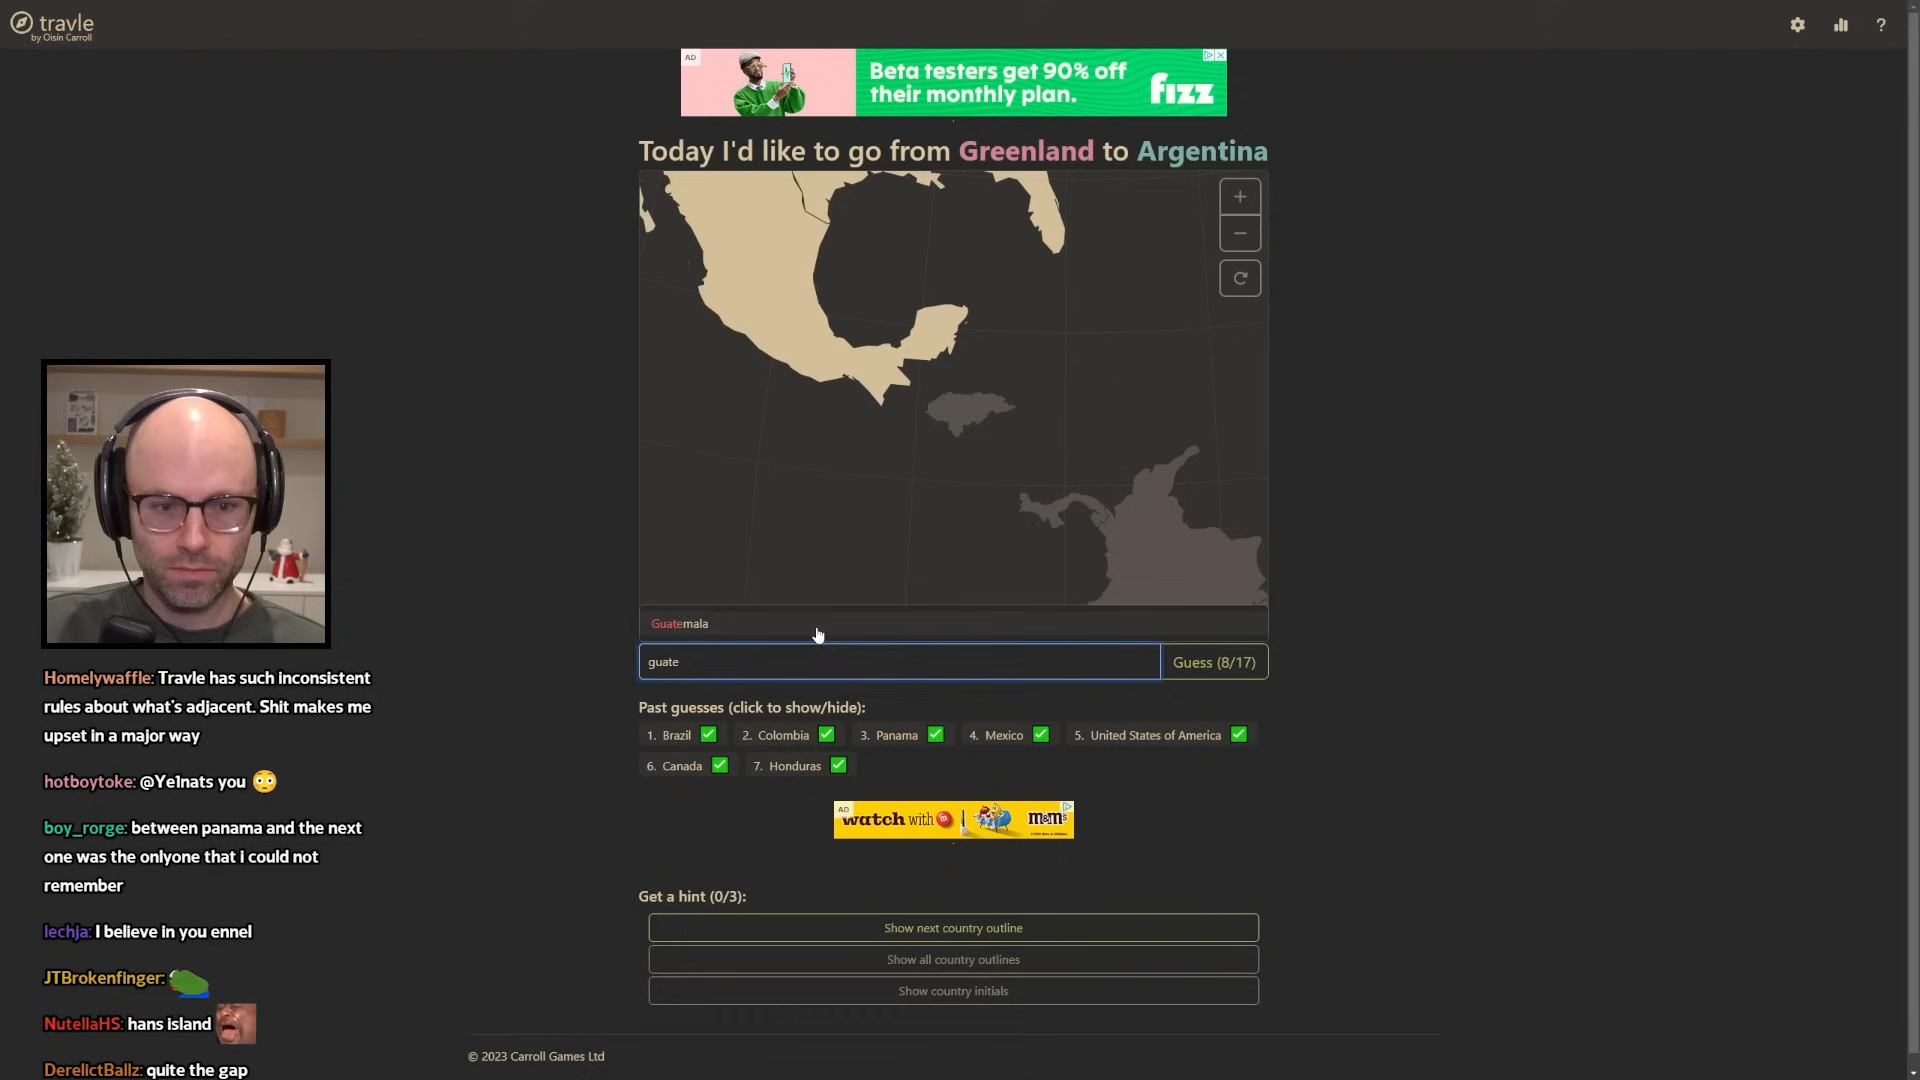 travle
by Oisín Carroll
AD
Beta testers get 90% off
their monthly plan.
fizz
Today I'd like to go from Greenland to Argentina
+
−
Guatemala
guate
Guess (8/17)
Past guesses (click to show/hide):
1. Brazil ✅ 2. Colombia ✅ 3. Panama ✅ 4. Mexico ✅ 5. United States of America ✅
6. Canada ✅ 7. Honduras ✅
AD
watch with m m&m's
Get a hint (0/3):
Show next country outline
Show all country outlines
Show country initials
© 2023 Carroll Games Ltd
Homelywaffle: Travle has such inconsistent
rules about what's adjacent. Shit makes me
upset in a major way
hotboytoke: @Ye1nats you 😳
boy_rorge: between panama and the next
one was the onlyone that i could not
remember
lechja: I believe in you ennel
JTBrokenfinger:
NutellaHS: hans island
DerelictBallz: quite the gap